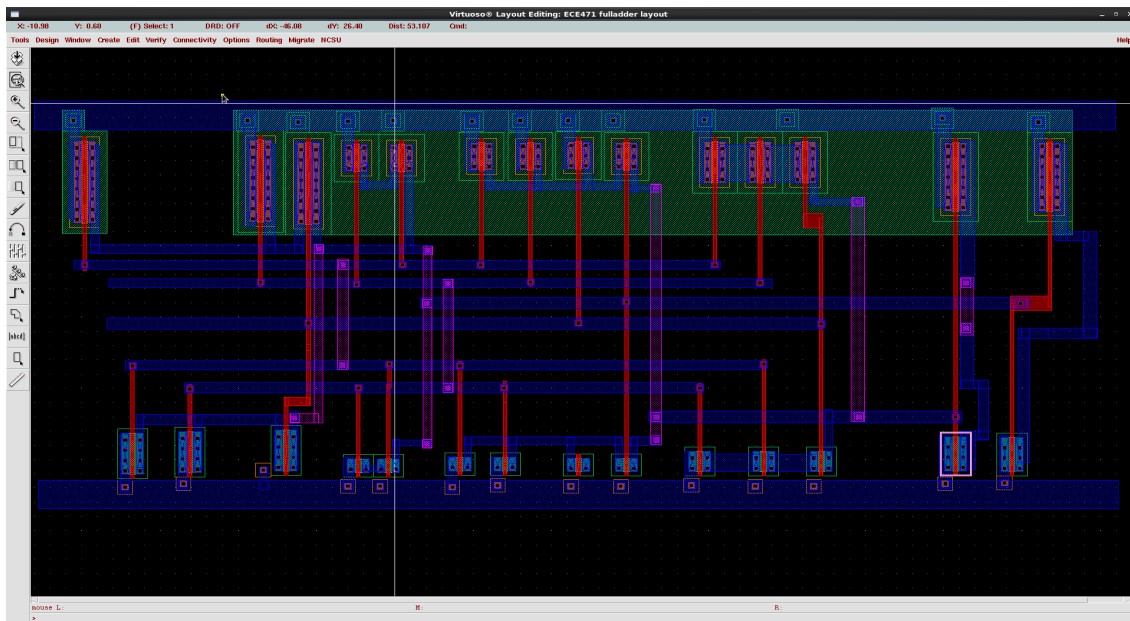 Virtuoso® Layout Editing: ECE471 fulladder layout
X: -10.98 Y: 0.60 (F) Select: 1 DRD: OFF dX: -46.08 dY: 26.40 Dist: 53.107 Cmd:
Tools Design Window Create Edit Verify Connectivity Options Routing Migrate NCSU Help
[abcd]
mouse L: M: R:
>